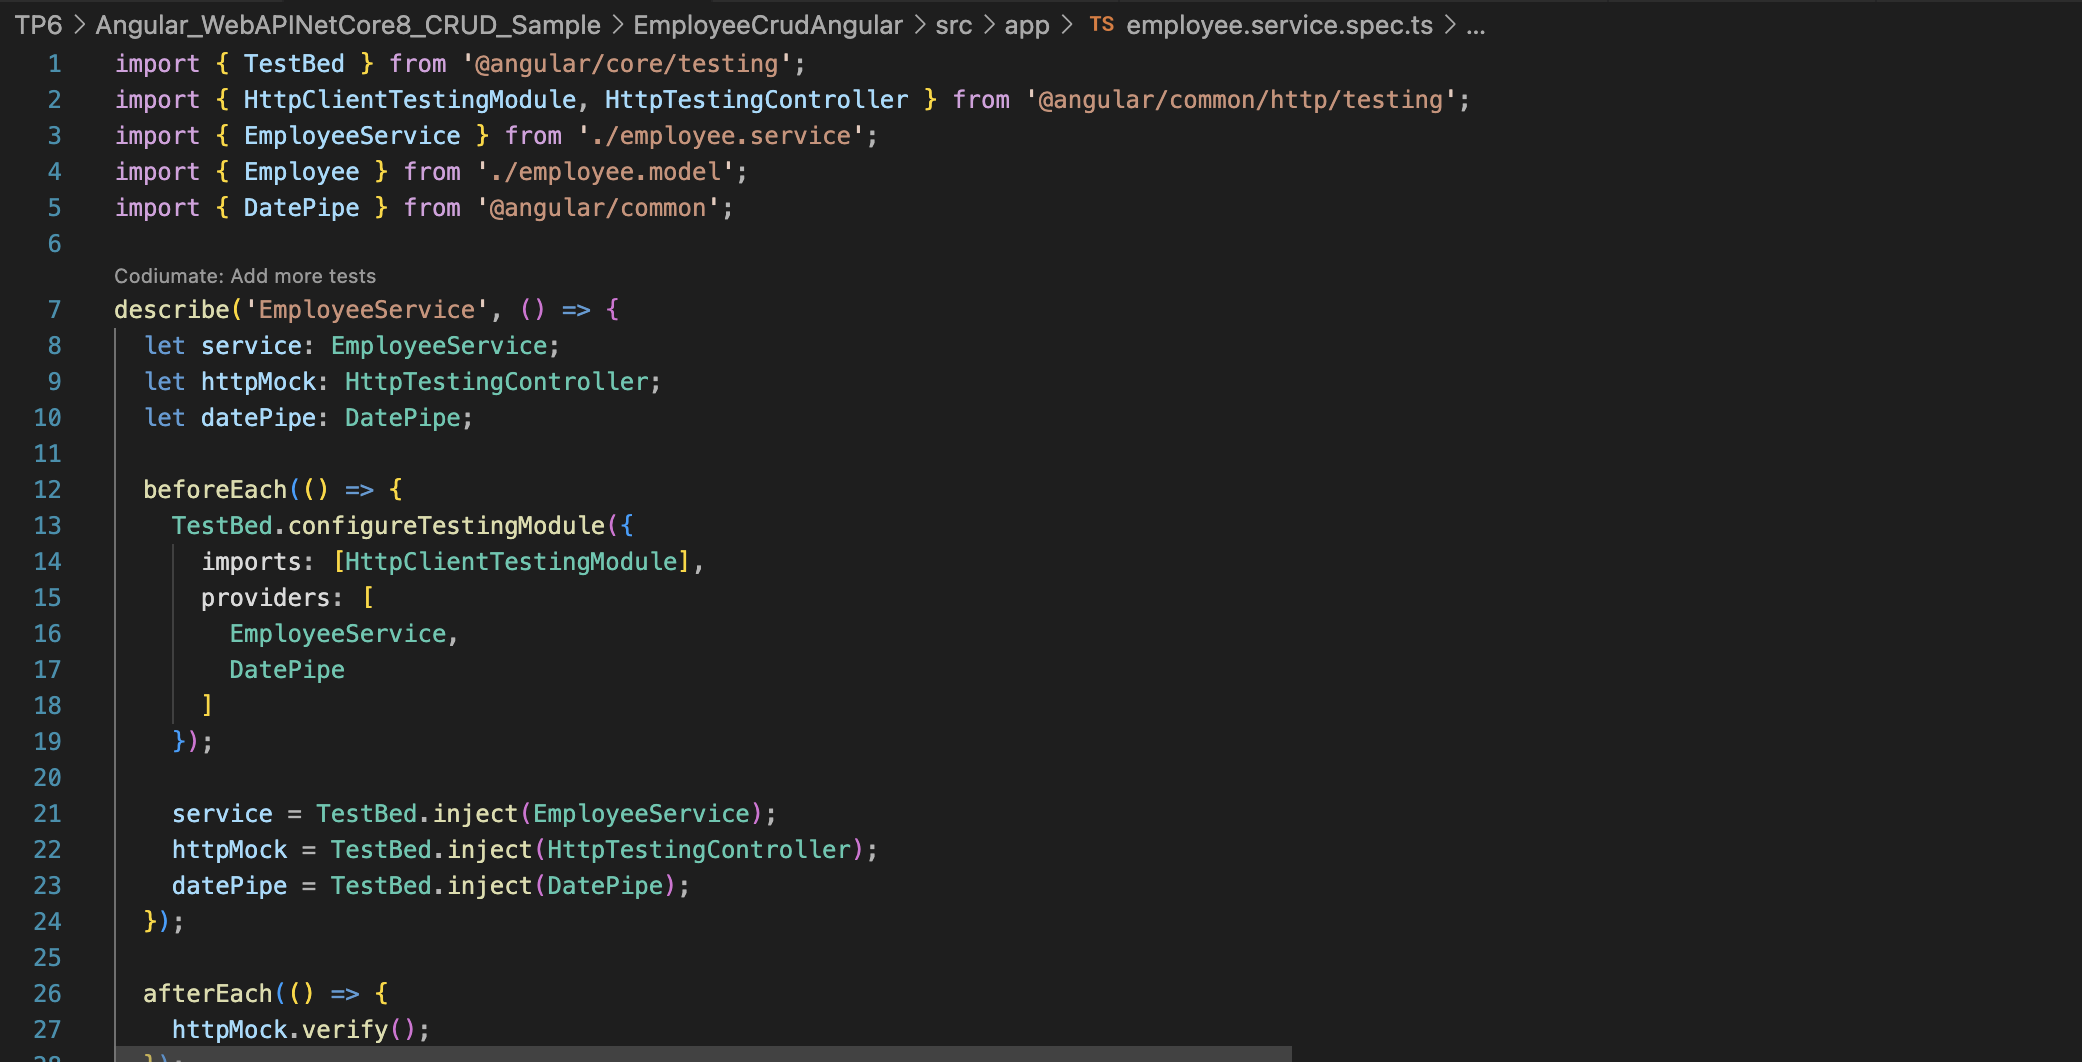 TP6 > Angular_WebAPINetCore8_CRUD_Sample > EmployeeCrudAngular > src > app > TS employee.service.spec.ts > ...
1 import { TestBed } from '@angular/core/testing';
2 import { HttpClientTestingModule, HttpTestingController } from '@angular/common/http/testing';
3 import { EmployeeService } from './employee.service';
4 import { Employee } from './employee.model';
5 import { DatePipe } from '@angular/common';
6
Codiumate: Add more tests
7 describe('EmployeeService', () => {
8   let service: EmployeeService;
9   let httpMock: HttpTestingController;
10   let datePipe: DatePipe;
11
12   beforeEach(() => {
13     TestBed.configureTestingModule({
14       imports: [HttpClientTestingModule],
15       providers: [
16         EmployeeService,
17         DatePipe
18       ]
19     });
20
21     service = TestBed.inject(EmployeeService);
22     httpMock = TestBed.inject(HttpTestingController);
23     datePipe = TestBed.inject(DatePipe);
24   });
25
26   afterEach(() => {
27     httpMock.verify();
28   });